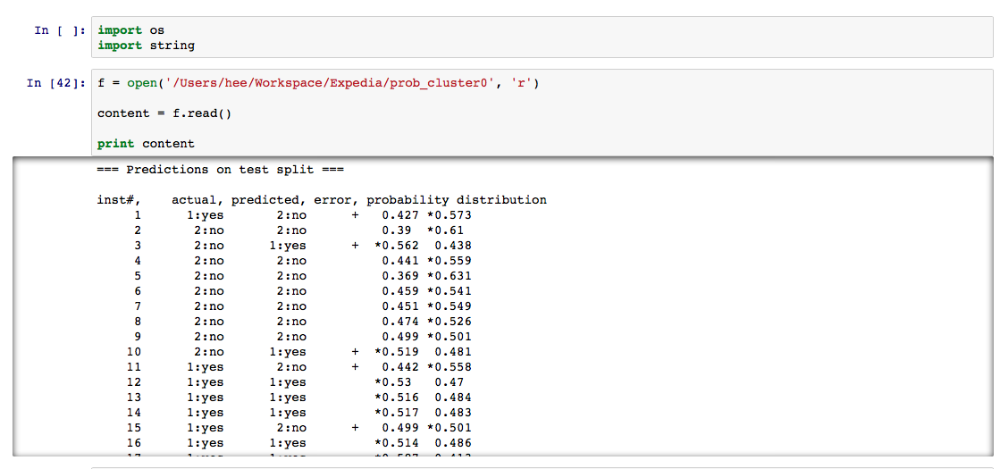 In [ ]: import os
import string
In [42]: f = open('/Users/hee/Workspace/Expedia/prob_cluster0', 'r')
content = f.read()
print content
=== Predictions on test split ===
inst#,    actual, predicted, error, probability distribution
1    1:yes    2:no    +    0.427 *0.573
2    2:no    2:no    0.39  *0.61
3    2:no    1:yes    +    *0.562  0.438
4    2:no    2:no    0.441 *0.559
5    2:no    2:no    0.369 *0.631
6    2:no    2:no    0.459 *0.541
7    2:no    2:no    0.451 *0.549
8    2:no    2:no    0.474 *0.526
9    2:no    2:no    0.499 *0.501
10    2:no    1:yes    +    *0.519  0.481
11    1:yes    2:no    +    0.442 *0.558
12    1:yes    1:yes    *0.53   0.47
13    1:yes    1:yes    *0.516  0.484
14    1:yes    1:yes    *0.517  0.483
15    1:yes    2:no    +    0.499 *0.501
16    1:yes    1:yes    *0.514  0.486